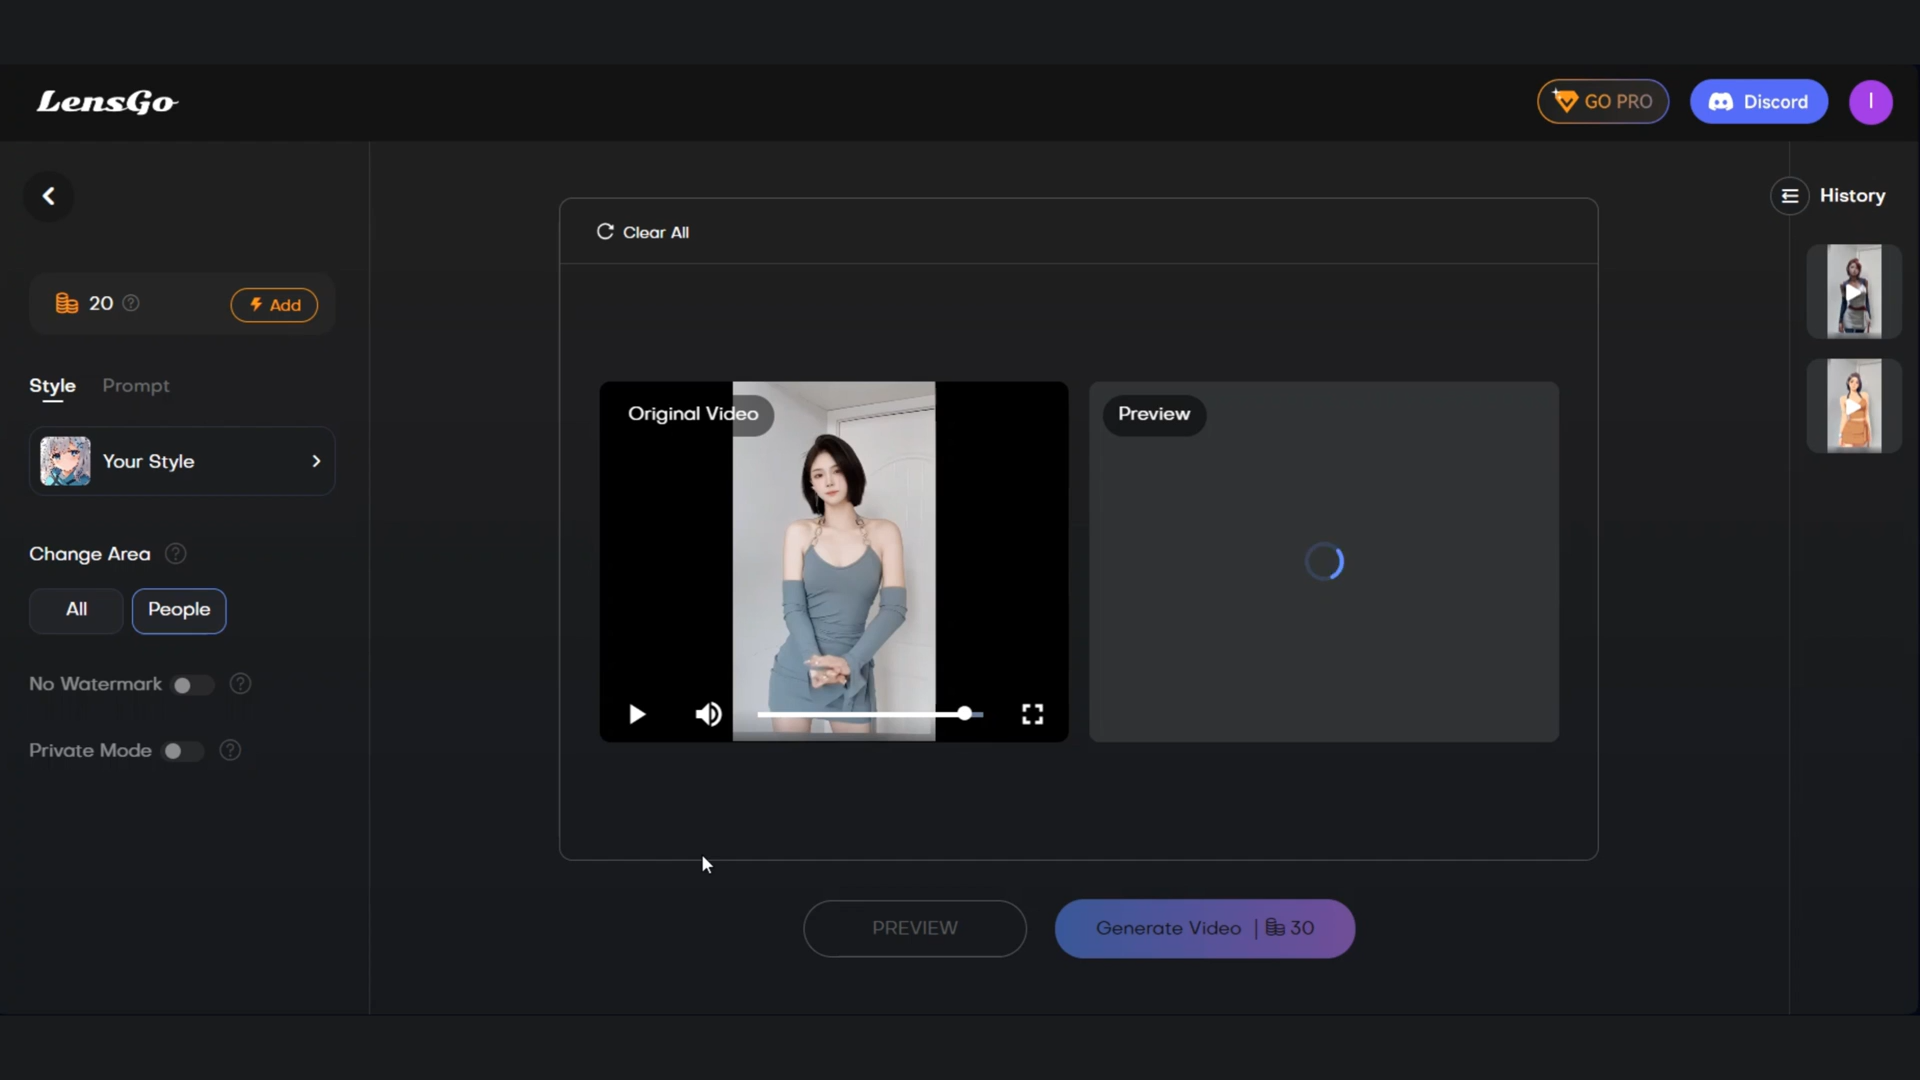 LensGo
GO PRO
Discord
I
History
Clear All
20
Add
Style
Prompt
Original Video
Preview
Your Style
Change Area
All
People
No Watermark
Private Mode
PREVIEW
Generate Video | 30